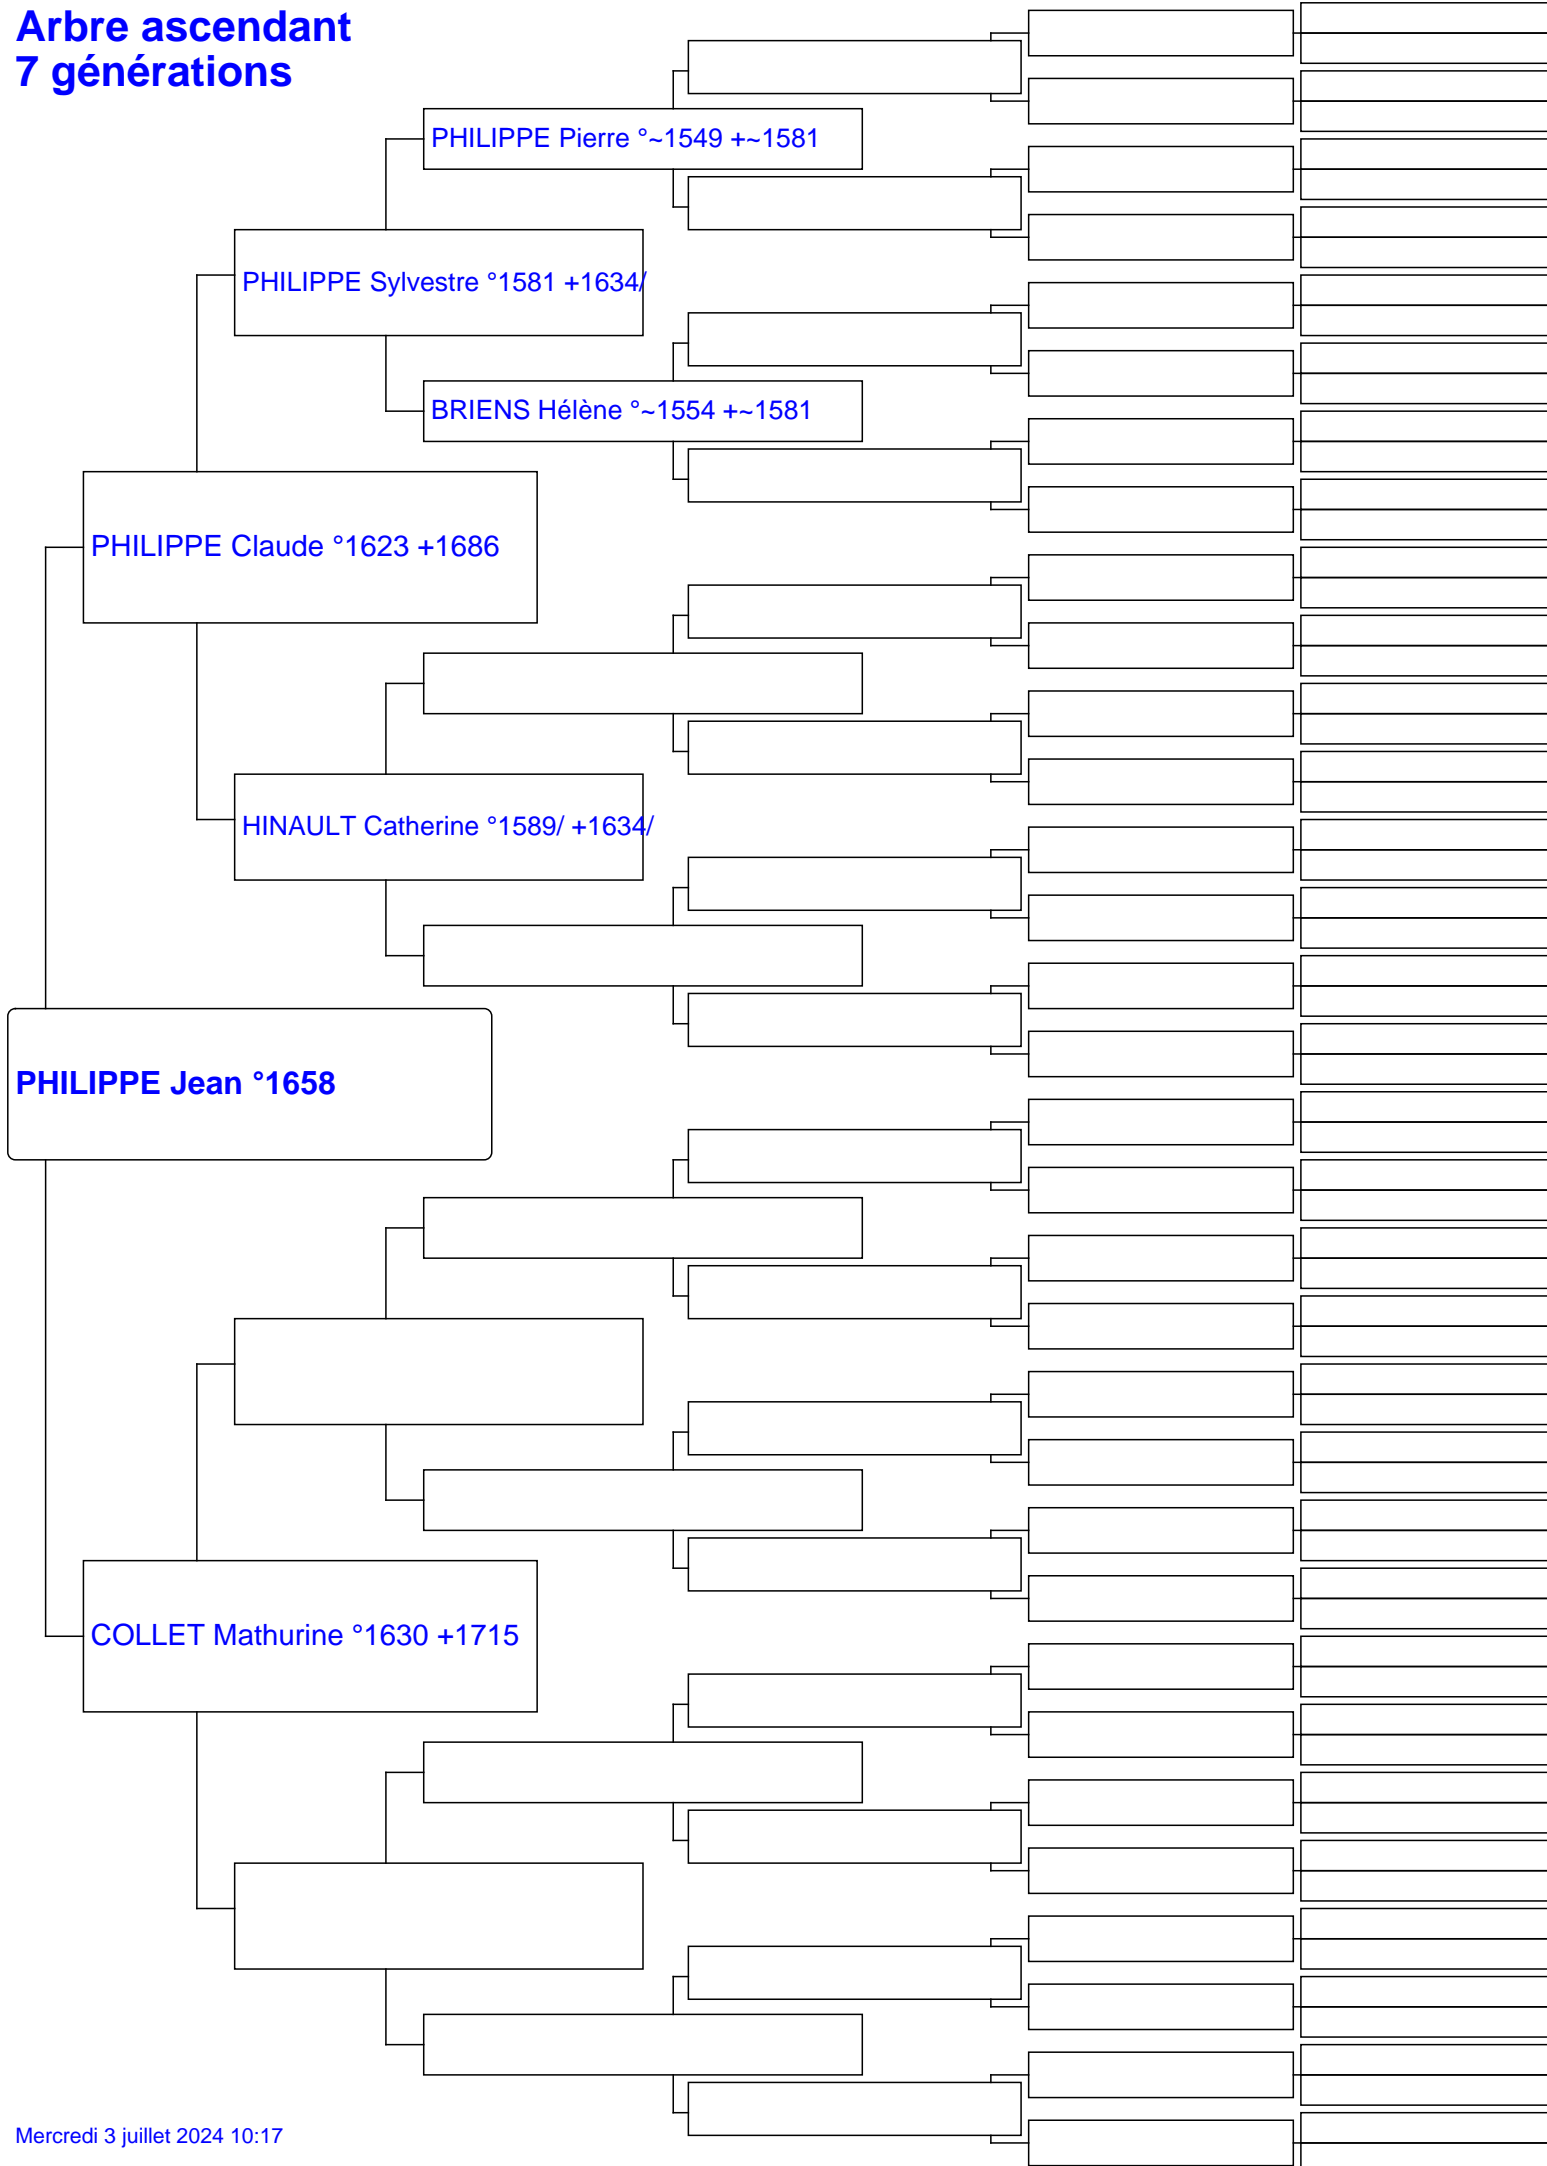 Arbre ascendant
7 générations
PHILIPPE Pierre °~1549 +~1581
PHILIPPE Sylvestre °1581 +1634/
BRIENS Hélène °~1554 +~1581
PHILIPPE Claude °1623 +1686
HINAULT Catherine °1589/ +1634/
PHILIPPE Jean °1658
COLLET Mathurine °1630 +1715
Mercredi 3 juillet 2024 10:17